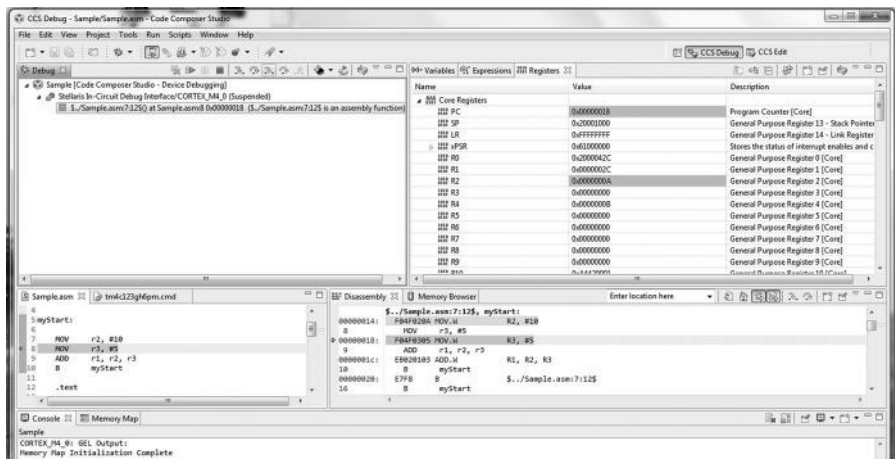 CCS Debug - Sample/Sample.asm - Code Composer Studio
File Edit View Project Tools Run Scripts Window Help
CCS Debug CCS Edit
Debug
Sample [Code Composer Studio - Device Debugging]
Stellaris In-Circuit Debug Interface/CORTEX_M4_0 (Suspended)
$../Sample.asm:7:12$() at Sample.asm:8 0x00000018 ($../Sample.asm:7:12$ is an assembly function)
Variables Expressions Registers
Name Value Description
Core Registers
PC 0x00000018 Program Counter [Core]
SP 0x20001000 General Purpose Register 13 - Stack Pointer
LR 0xFFFFFFFF General Purpose Register 14 - Link Register
xPSR 0x61000000 Stores the status of interrupt enables and c
R0 0x2000042C General Purpose Register 0 [Core]
R1 0x0000002C General Purpose Register 1 [Core]
R2 0x0000000A General Purpose Register 2 [Core]
R3 0x00000000 General Purpose Register 3 [Core]
R4 0x0000000B General Purpose Register 4 [Core]
R5 0x00000000 General Purpose Register 5 [Core]
R6 0x00000000 General Purpose Register 6 [Core]
R7 0x00000000 General Purpose Register 7 [Core]
R8 0x00000000 General Purpose Register 8 [Core]
R9 0x00000000 General Purpose Register 9 [Core]
Sample.asm tm4c123gh6pm.cmd
4
5 myStart:
6
7 MOV r2, #10
8 MOV r3, #5
9 ADD r1, r2, r3
10 B myStart
11
12 .text
Disassembly Memory Browser Enter location here
$../Sample.asm:7:12$, myStart:
00000014: F04F020A MOV.W R2, #10
8 MOV r3, #5
00000018: F04F0305 MOV.W R3, #5
9 ADD r1, r2, r3
0000001c: EB020103 ADD.W R1, R2, R3
10 B myStart
00000020: E7F8 B $../Sample.asm:7:12$
16 B myStart
Console Memory Map
Sample
CORTEX_M4_0: GEL Output:
Memory Map Initialization Complete